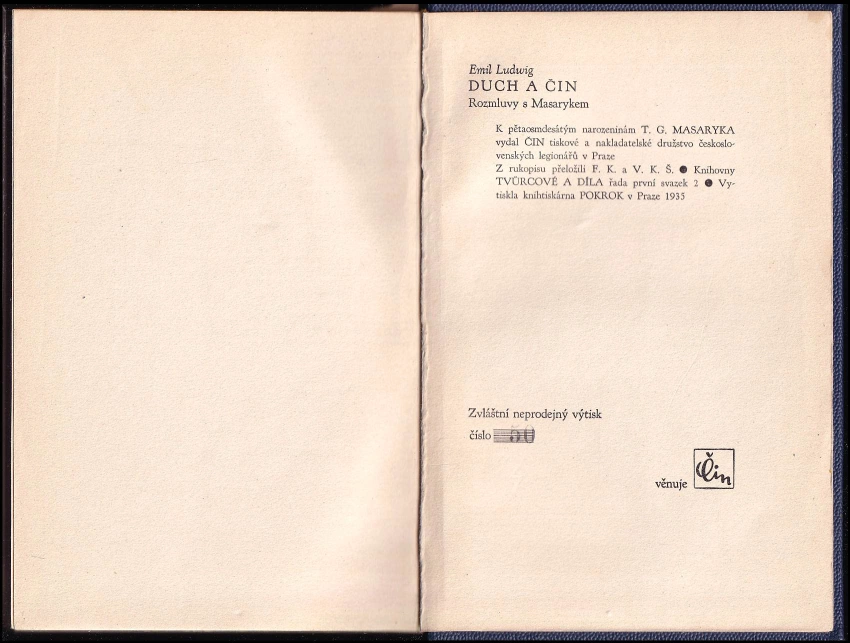 Emil Ludwig
DUCH A ČIN
Rozmluvy s Masarykem
K pětaosmdesátým narozeninám T. G. MASARYKA
vydal ČIN tiskové a nakladatelské družstvo českoslo-
venských legionářů v Praze
Z rukopisu přeložili F. K. a V. K. Š. ● Knihovny
TVŮRCOVÉ A DÍLA řada první svazek 2 ● Vy-
tiskla knihtiskárna POKROK v Praze 1935
Zvláštní neprodejný výtisk
číslo 50
věnuje Čin